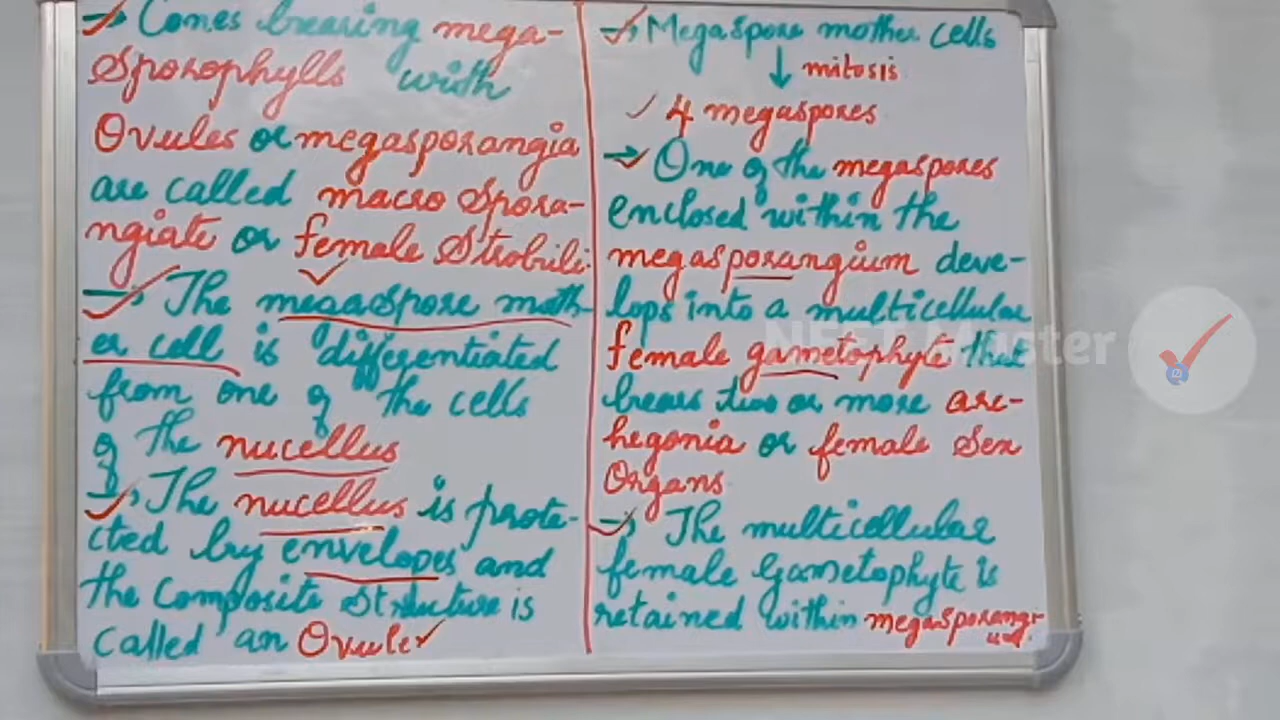 → Cones bearing mega-
Sporophylls with
Ovules or megasporangia
are called macro Spora-
ngiate or female Strobili.
→ The megaspore moth-
er cell is differentiated
from one of the cells
of the nucellus
→ The nucellus is prote-
cted by envelopes and
the composite structure is
called an Ovule
→ Megaspore mother cells
↓ mitosis
4 megaspores
→ One of the megaspores
enclosed within the
megasporangium deve-
lops into a multicellular
female gametophyte that
bears two or more arc-
hegonia or female Sex
Organs
→ The multicellular
female Gametophyte is
retained within megasporangi
um.
NEET Master